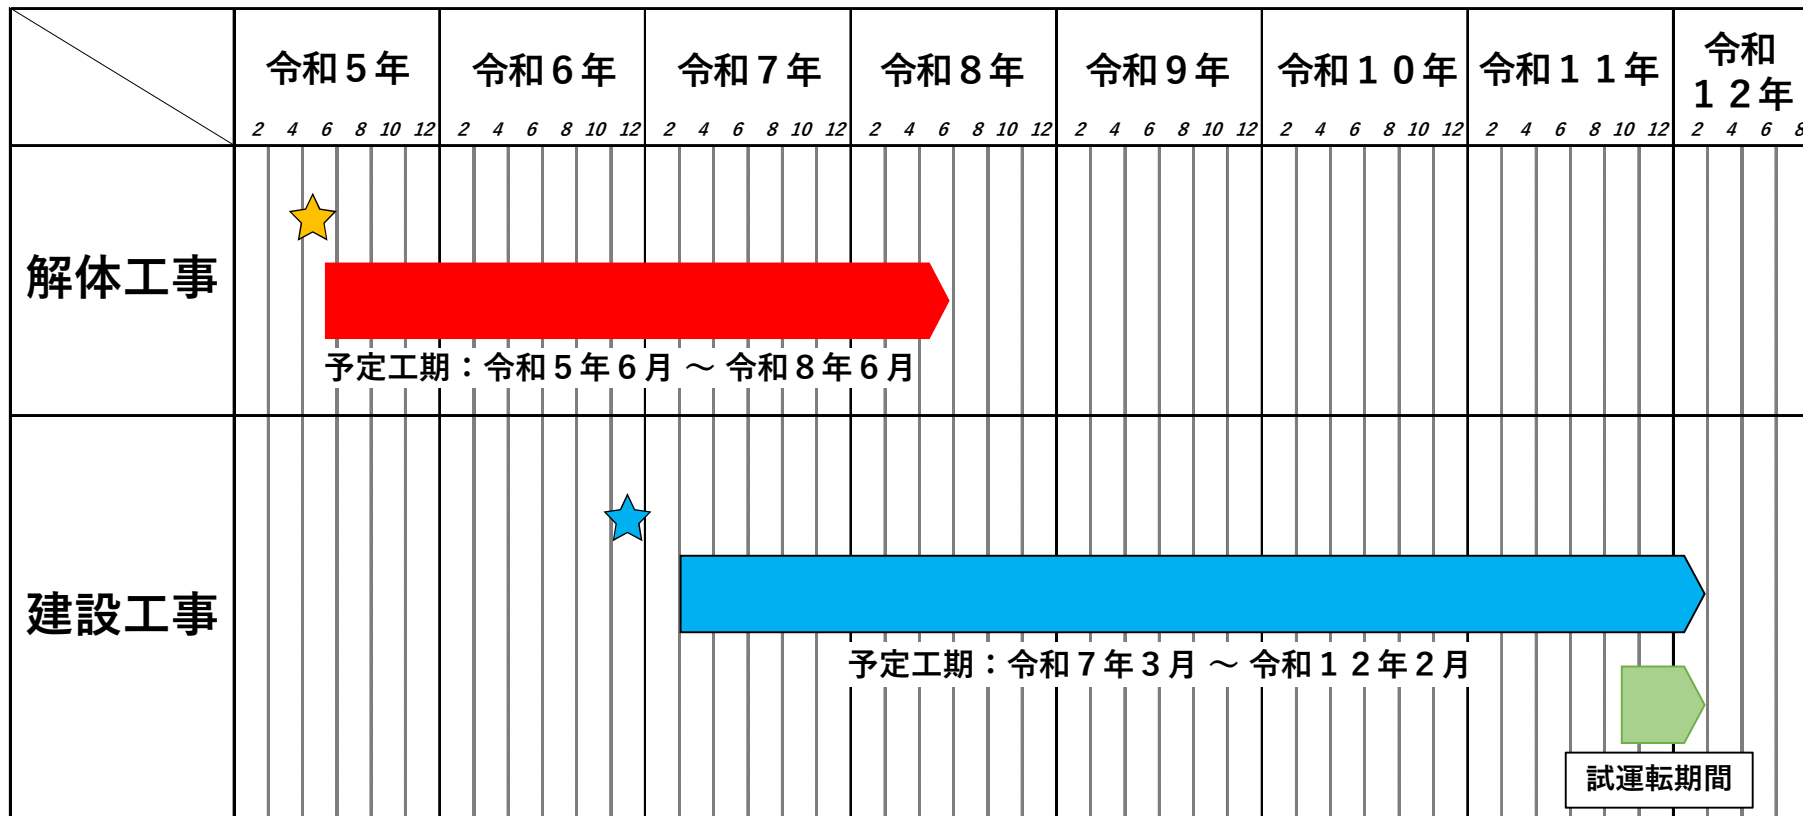 令和５年 令和６年 令和７年 令和８年 令和９年 令和１０年 令和１１年 令和
１２年
2 4 6 8 10 12 2 4 6 8 10 12 2 4 6 8 10 12 2 4 6 8 10 12 2 4 6 8 10 12 2 4 6 8 10 12 2 4 6 8 10 12 2 4 6 8
解体工事
予定工期：令和５年６月 ～ 令和８年６月
建設工事
予定工期：令和７年３月 ～ 令和１２年２月
試運転期間